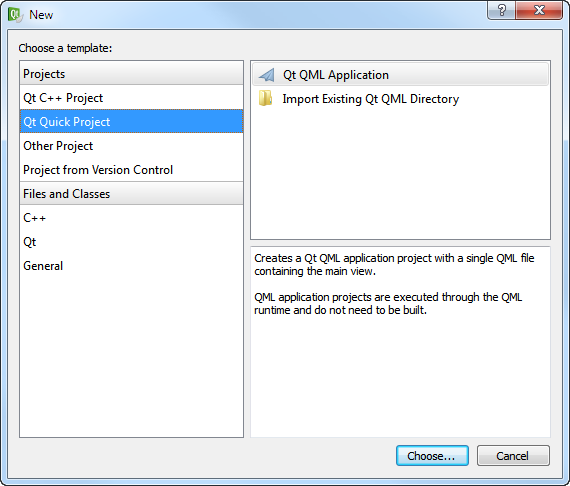 New
Choose a template:
Projects
Qt C++ Project
Qt Quick Project
Other Project
Project from Version Control
Files and Classes
C++
Qt
General
Qt QML Application
Import Existing Qt QML Directory
Creates a Qt QML application project with a single QML file
containing the main view.
QML application projects are executed through the QML
runtime and do not need to be built.
Choose...
Cancel